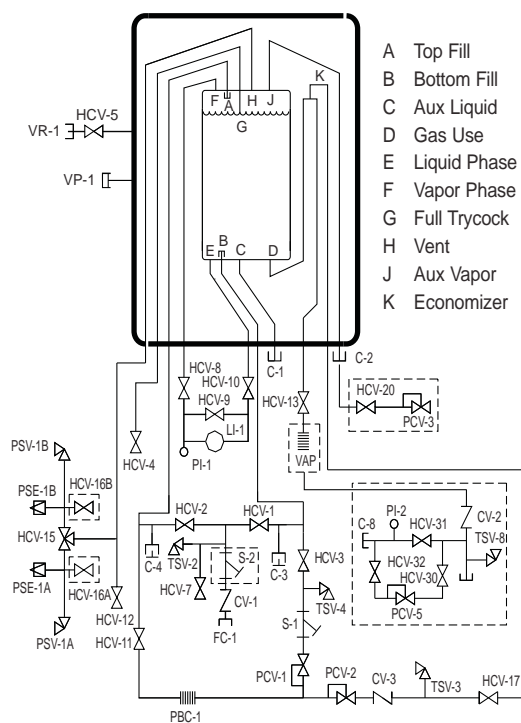 A Top Fill
B Bottom Fill
C Aux Liquid
D Gas Use
E Liquid Phase
F Vapor Phase
G Full Trycock
H Vent
J Aux Vapor
K Economizer
K
F A H J
G
HCV-5
VR-1
VP-1
E B C D
C-1
C-2
HCV-8
HCV-10
HCV-9
HCV-13
HCV-20
PCV-3
LI-1
PI-1
HCV-4
VAP
PSV-1B
PSE-1B
HCV-16B
HCV-15
PSE-1A
HCV-16A
PSV-1A
HCV-12
HCV-11
HCV-2
HCV-1
C-4
TSV-2
S-2
C-3
HCV-7
CV-1
FC-1
HCV-3
TSV-4
S-1
C-8
PI-2
HCV-31
CV-2
TSV-8
HCV-32
HCV-30
PCV-5
PCV-1
PCV-2
CV-3
TSV-3
HCV-17
PBC-1